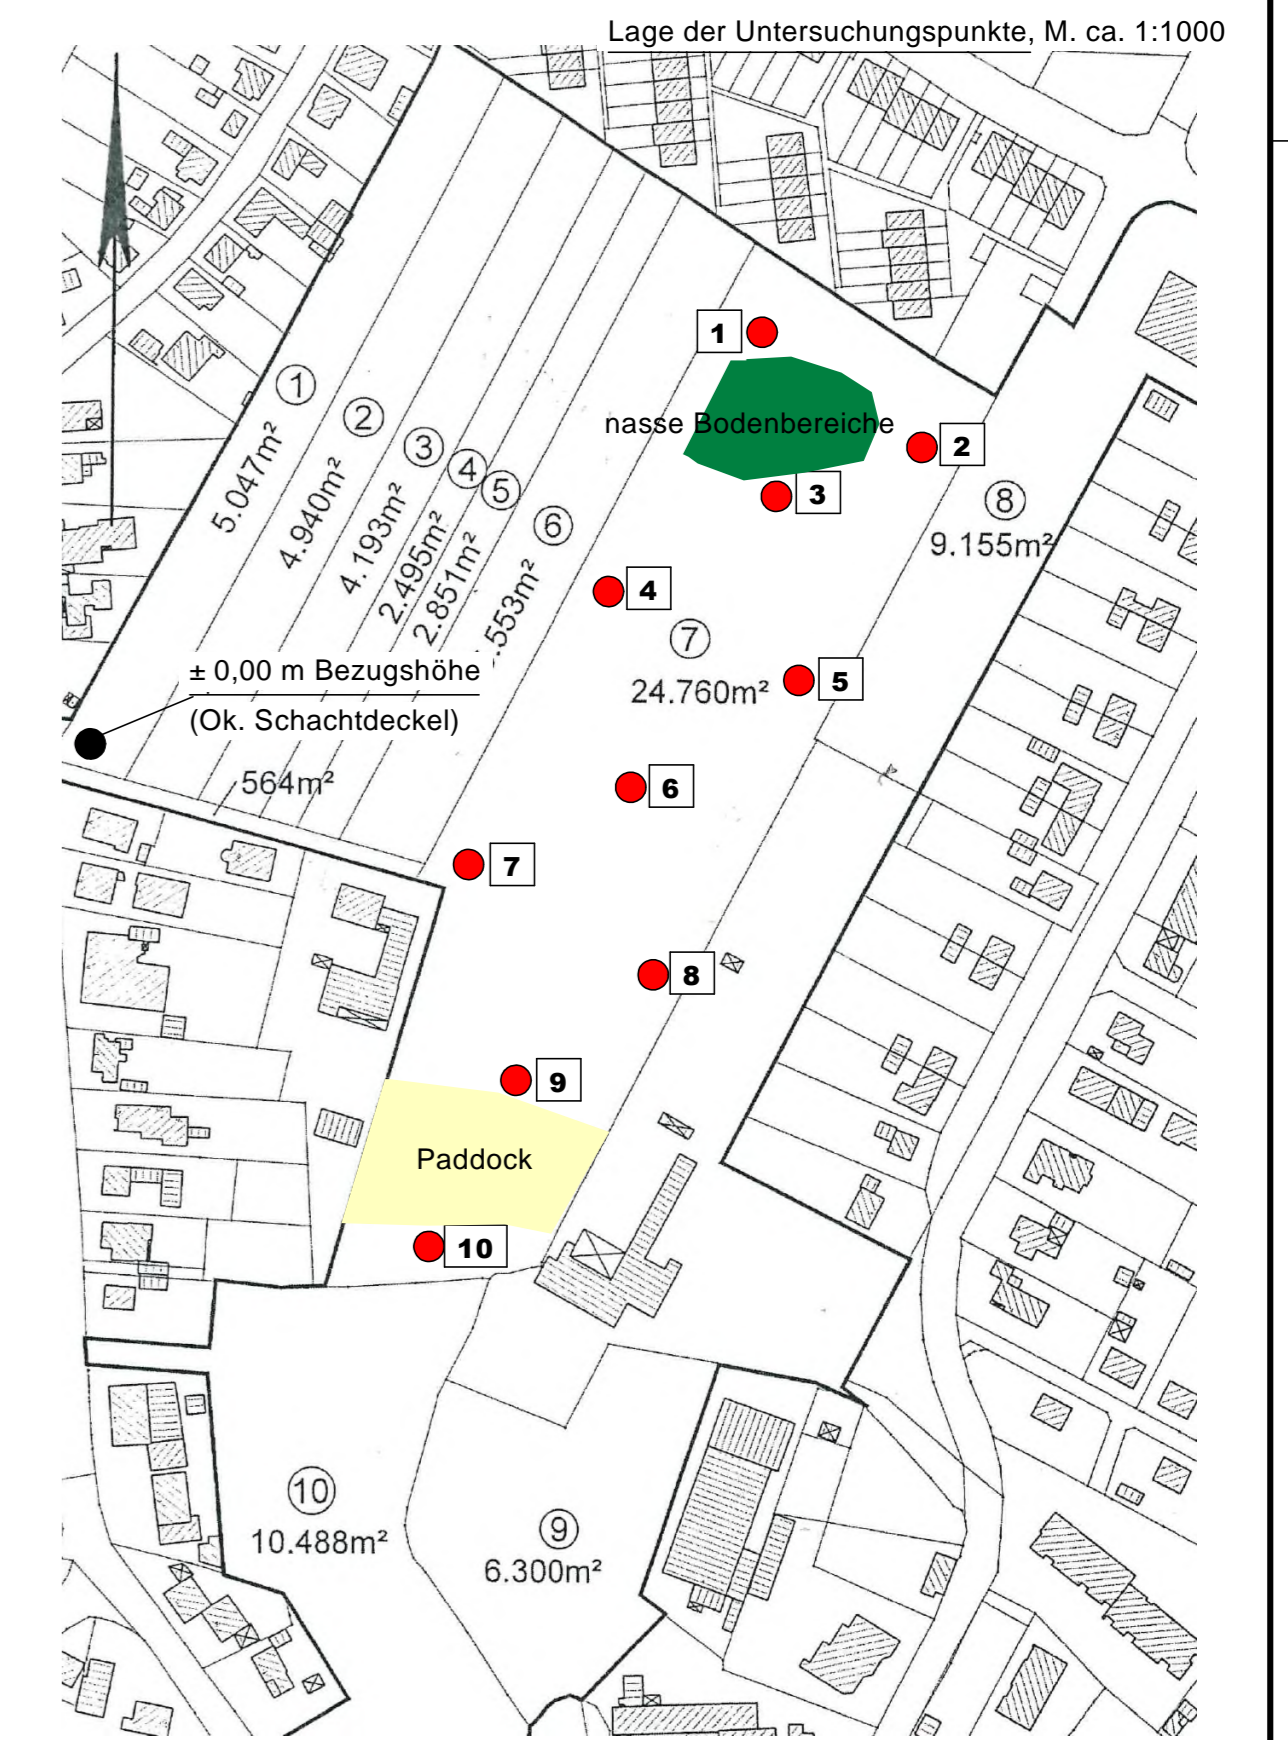 Lage der Untersuchungspunkte, M. ca. 1:1000
1
nasse Bodenbereiche
2
3
①
5.047m²
②
4.940m²
③
4.193m²
④
2.495m²
⑤
2.851m²
⑥
.553m²
⑧
9.155m²
4
⑦
24.760m²
5
± 0,00 m Bezugshöhe
(Ok. Schachtdeckel)
564m²
6
7
8
9
Paddock
10
⑩
10.488m²
⑨
6.300m²